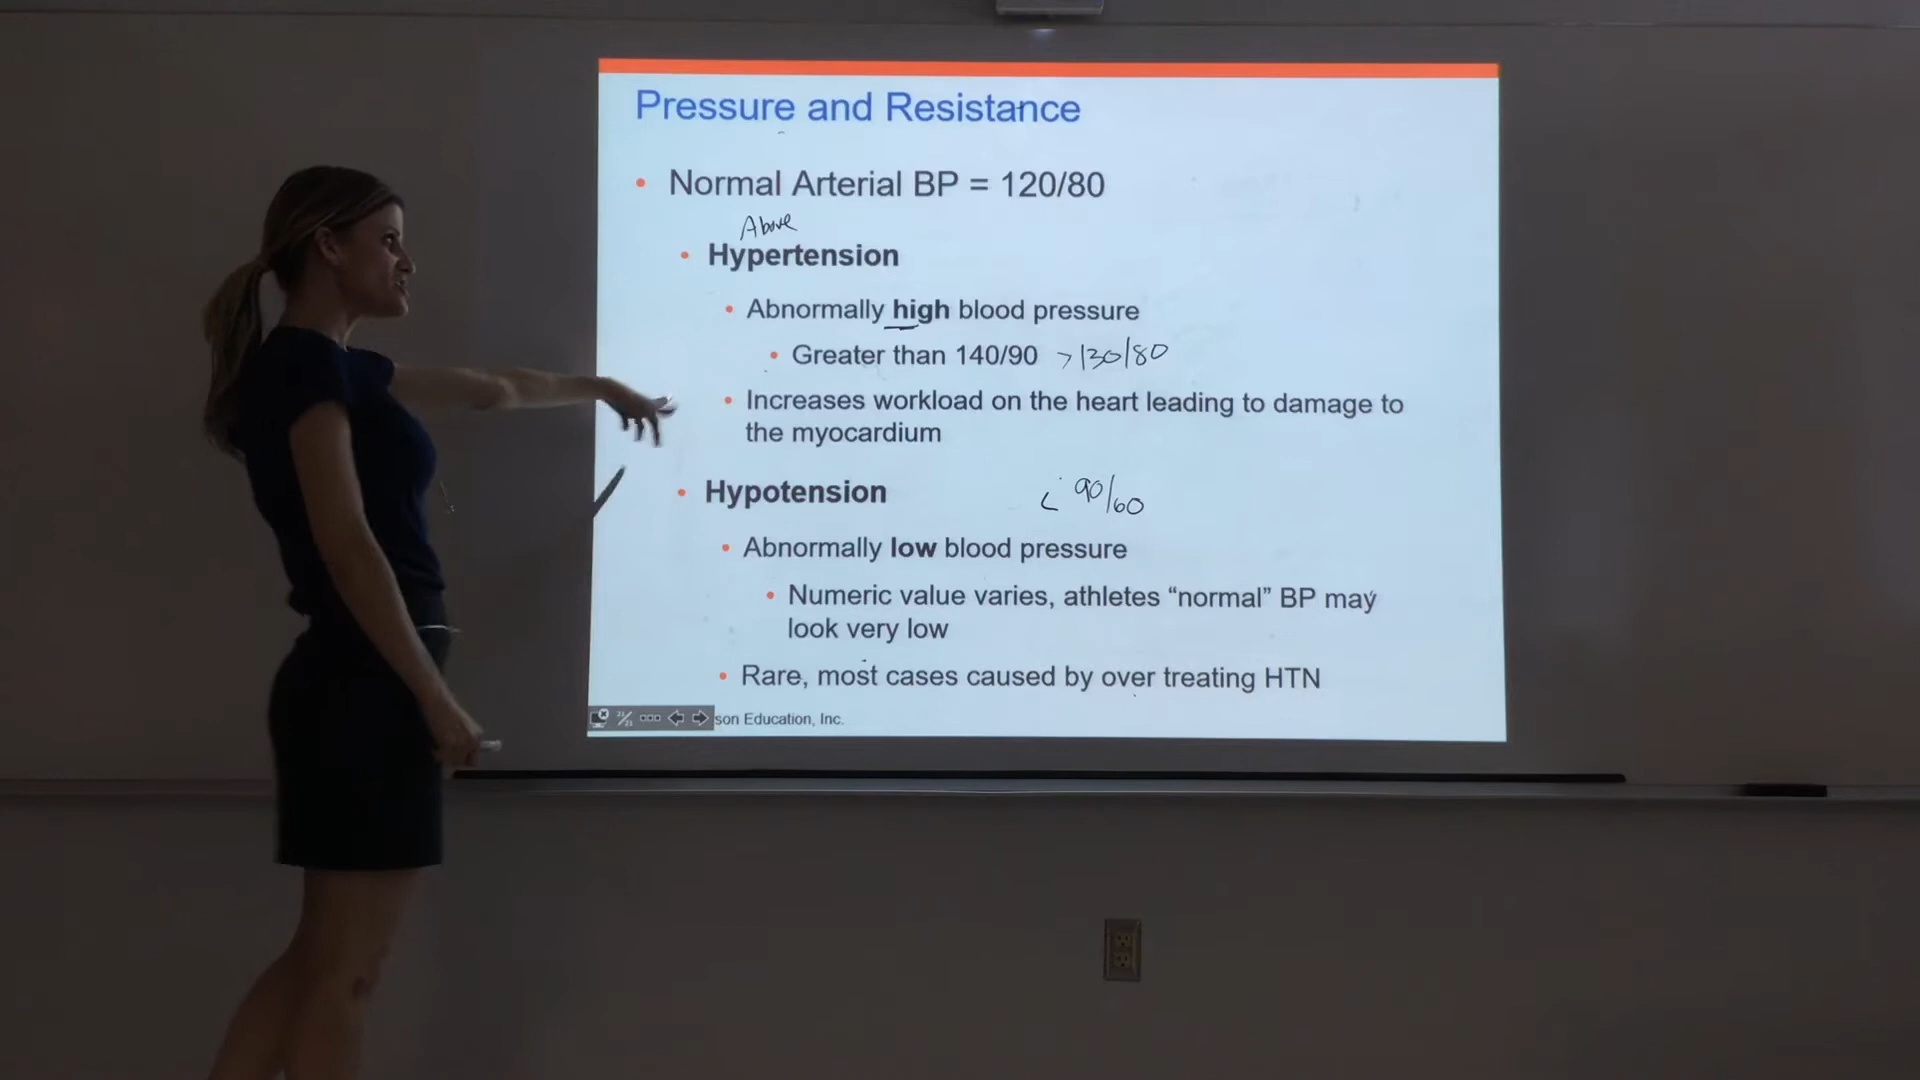 Pressure and Resistance
• Normal Arterial BP = 120/80
Above
• Hypertension
• Abnormally high blood pressure
• Greater than 140/90 >130/80
• Increases workload on the heart leading to damage to
the myocardium
• Hypotension < 90/60
• Abnormally low blood pressure
• Numeric value varies, athletes “normal” BP may
look very low
• Rare, most cases caused by over treating HTN
son Education, Inc.